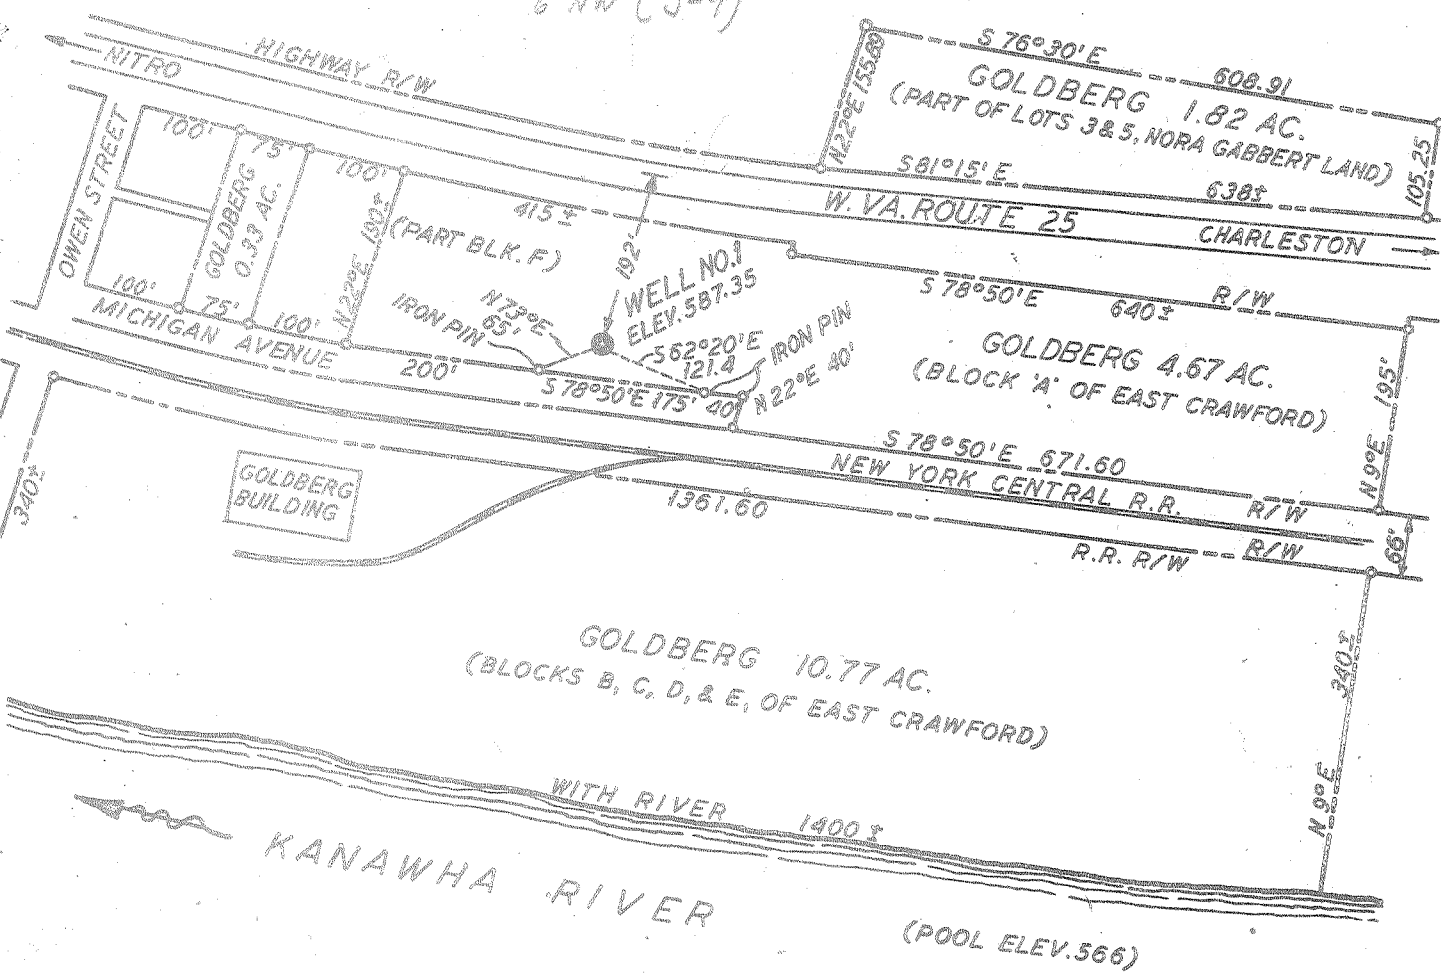 6 NW (S-4)
NITRO
HIGHWAY R/W
S 76°30' E
608.91
N22°E 155.89
GOLDBERG 1.82 AC.
(PART OF LOTS 3 & 5, NORA GABBERT LAND)
105.25
S 81°15' E
638±
W. VA. ROUTE 25
CHARLESTON
OWEN STREET
100'
75'
100'
GOLDBERG
0.33 AC.
N22°E 180±
415±
(PART BLK. F)
192'
WELL NO.1
ELEV. 587.35
S 78°50' E
640±
R/W
100'
75'
100'
MICHIGAN AVENUE
200'
IRON PIN
N 73°E
65'
S 62°20' E
121.4
IRON PIN
N 22°E 40'
S 78°50' E 175'
40'
GOLDBERG 4.67 AC.
(BLOCK 'A' OF EAST CRAWFORD)
N 9°E 195'
S 78°50' E 671.60
NEW YORK CENTRAL R.R.
R/W
1361.60
R.R. R/W
R/W
66'
340±
GOLDBERG
BUILDING
GOLDBERG 10.77 AC.
(BLOCKS B, C, D, & E, OF EAST CRAWFORD)
N 9°E 340±
WITH RIVER
1400±
KANAWHA RIVER
(POOL ELEV. 566)